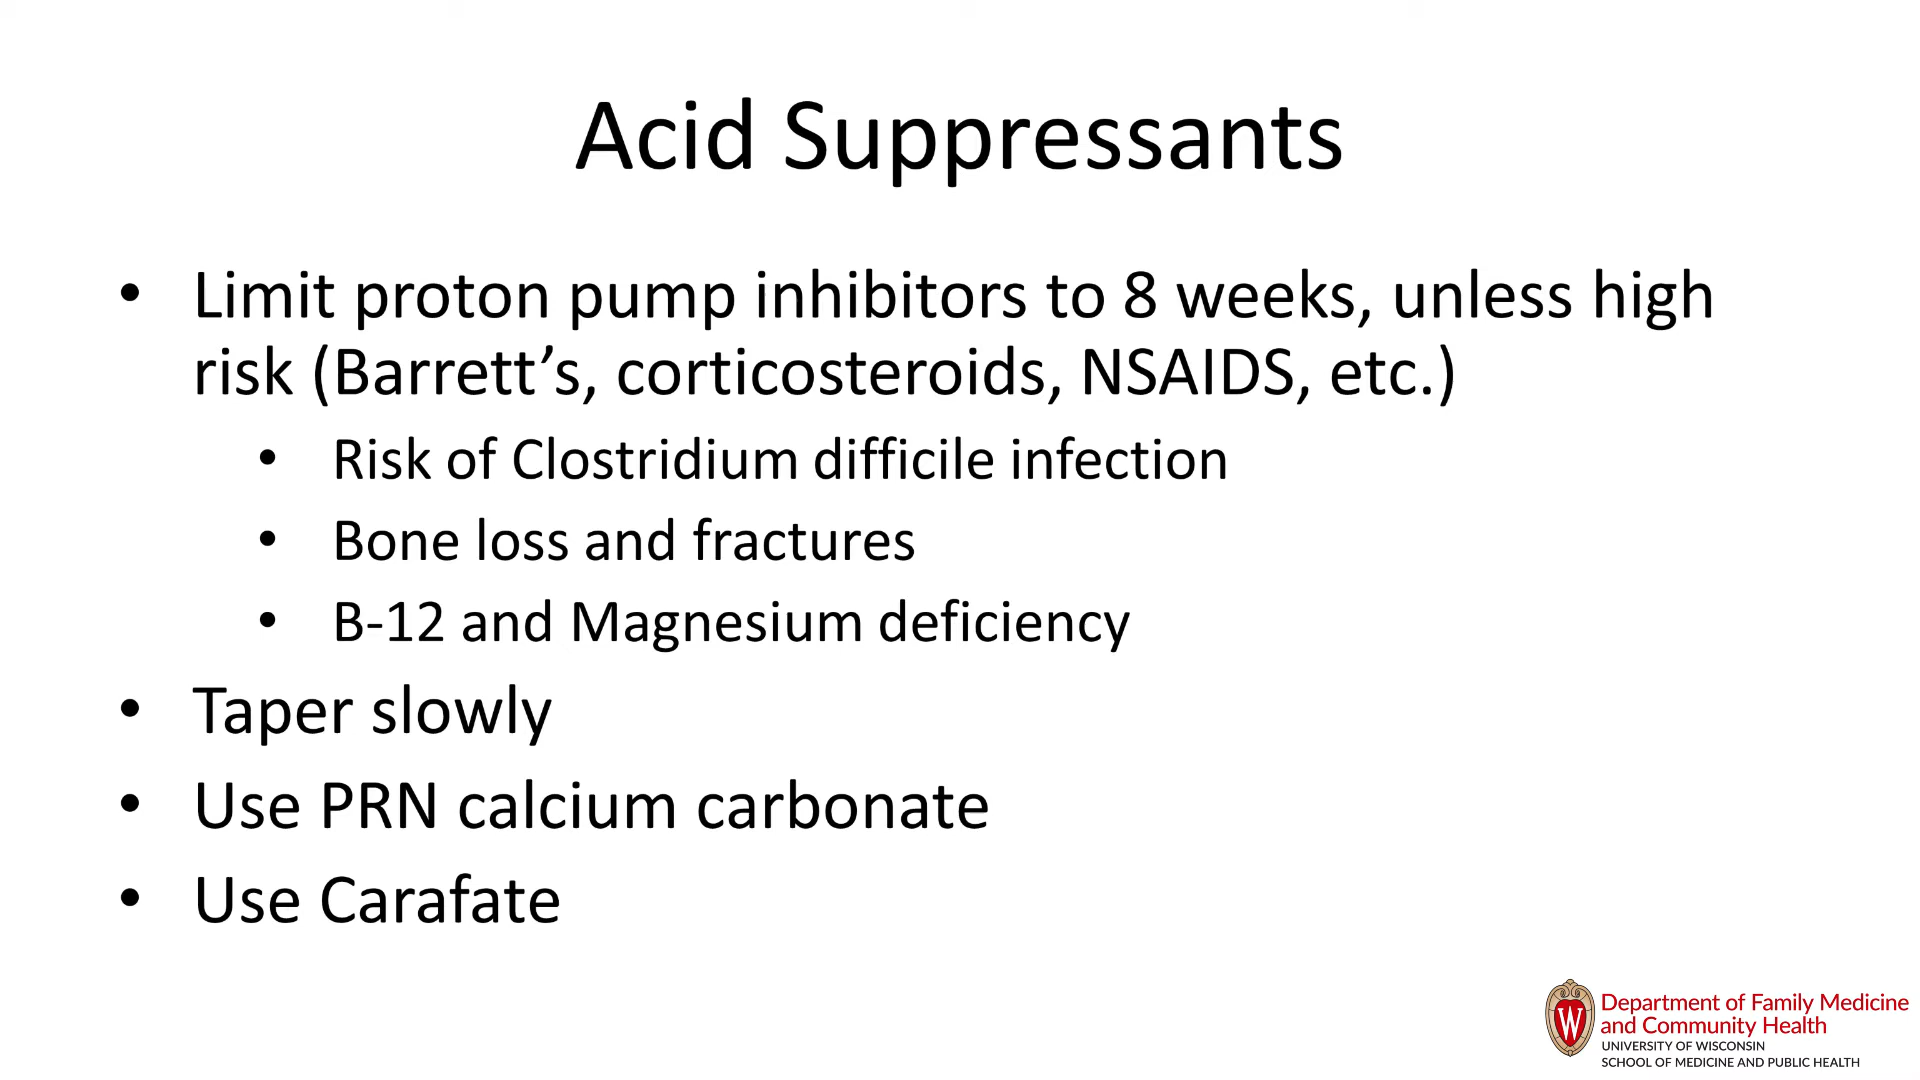 Acid Suppressants
• Limit proton pump inhibitors to 8 weeks, unless high
risk (Barrett’s, corticosteroids, NSAIDS, etc.)
• Risk of Clostridium difficile infection
• Bone loss and fractures
• B-12 and Magnesium deficiency
• Taper slowly
• Use PRN calcium carbonate
• Use Carafate
W
Department of Family Medicine
and Community Health
UNIVERSITY OF WISCONSIN
SCHOOL OF MEDICINE AND PUBLIC HEALTH